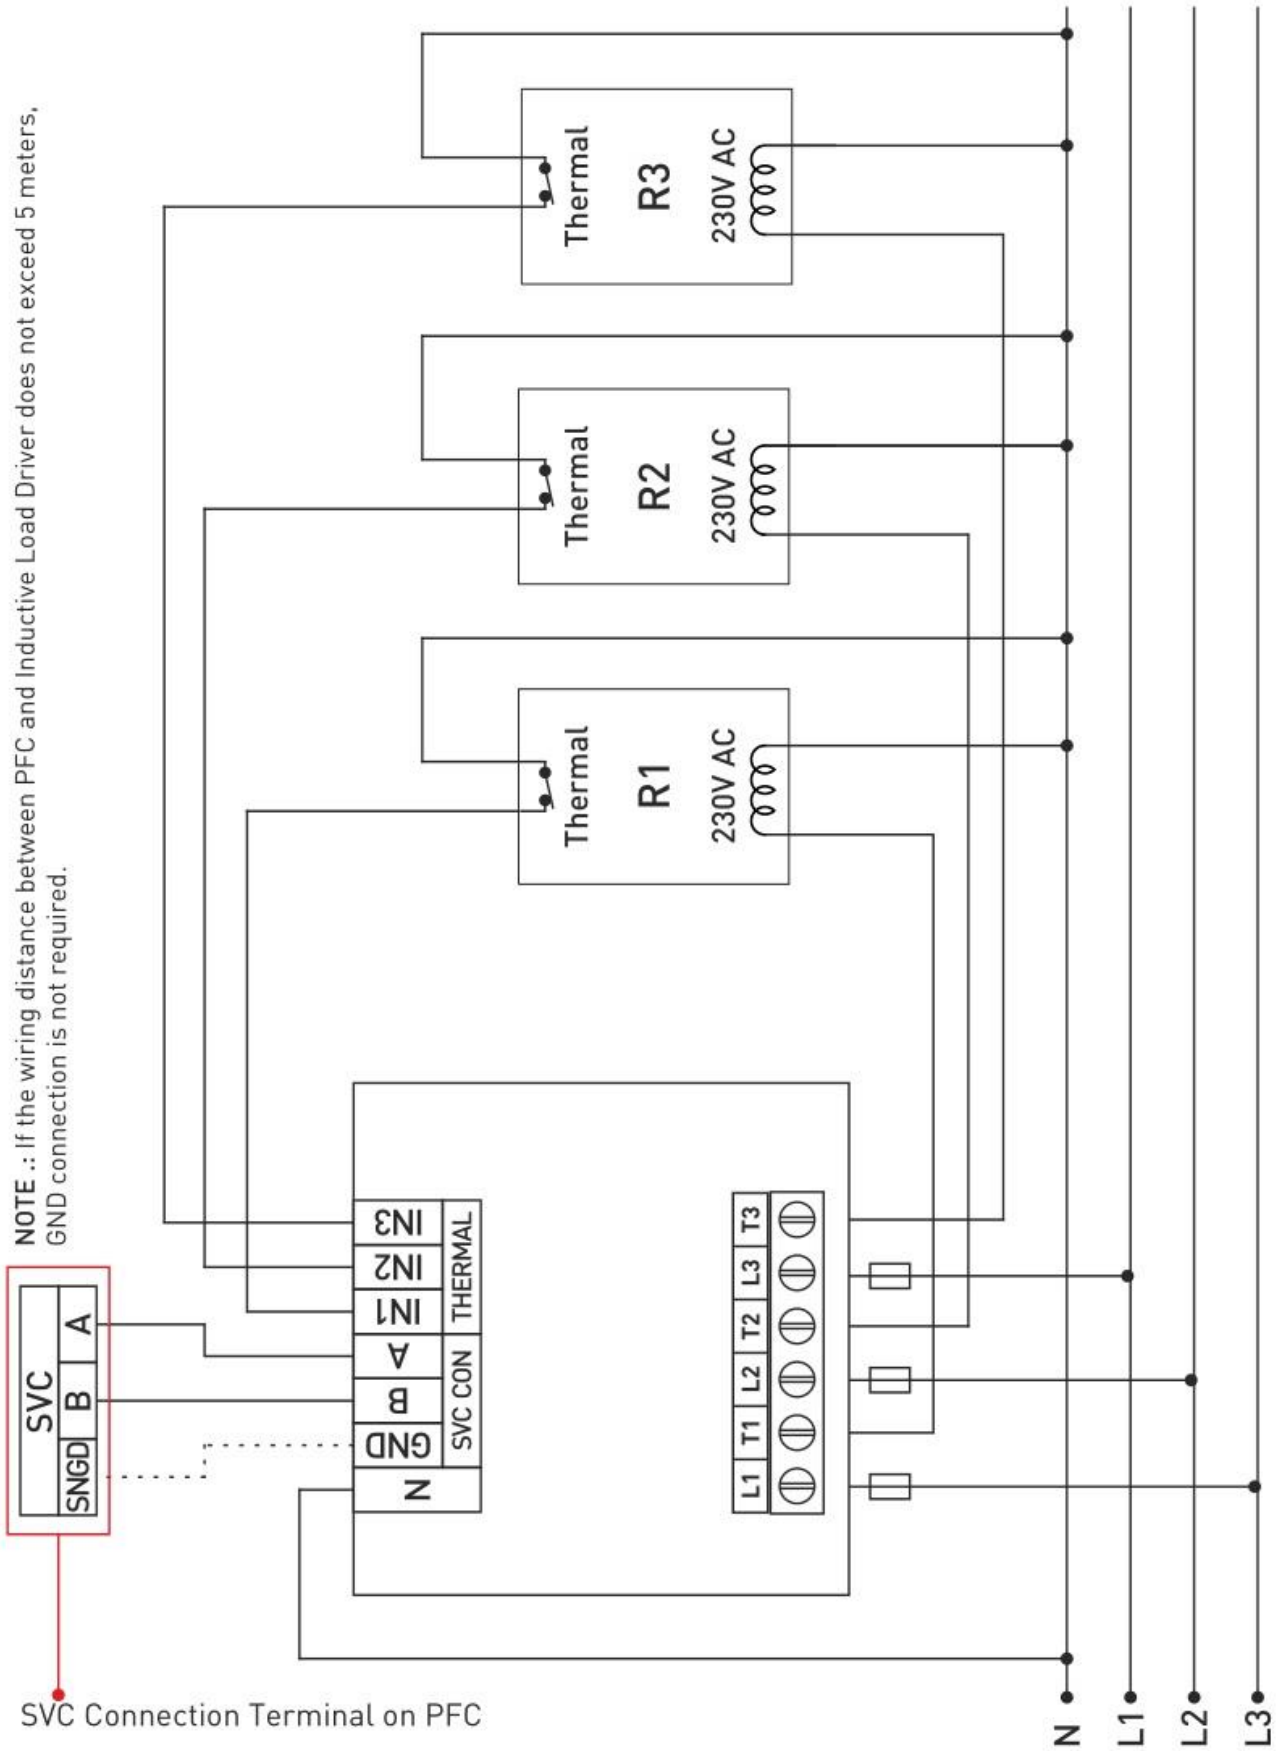 NOTE .: If the wiring distance between PFC and Inductive Load Driver does not exceed 5 meters,
GND connection is not required.
SVC
SNGD B A
SVC Connection Terminal on PFC
N GND B A IN1 IN2 IN3
SVC CON THERMAL
L1 T1 L2 T2 L3 T3
Thermal
R1
230V AC
Thermal
R2
230V AC
Thermal
R3
230V AC
N
L1
L2
L3